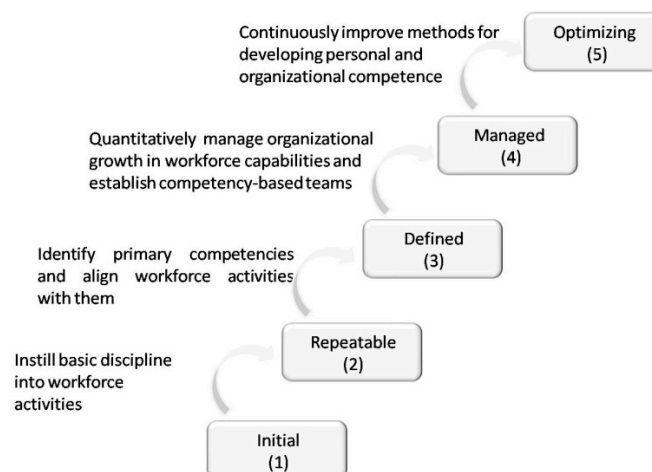 Continuously improve methods for
developing personal and
organizational competence
Optimizing
(5)
Quantitatively manage organizational
growth in workforce capabilities and
establish competency-based teams
Managed
(4)
Identify primary competencies
and align workforce activities
with them
Defined
(3)
Instill basic discipline
into workforce
activities
Repeatable
(2)
Initial
(1)